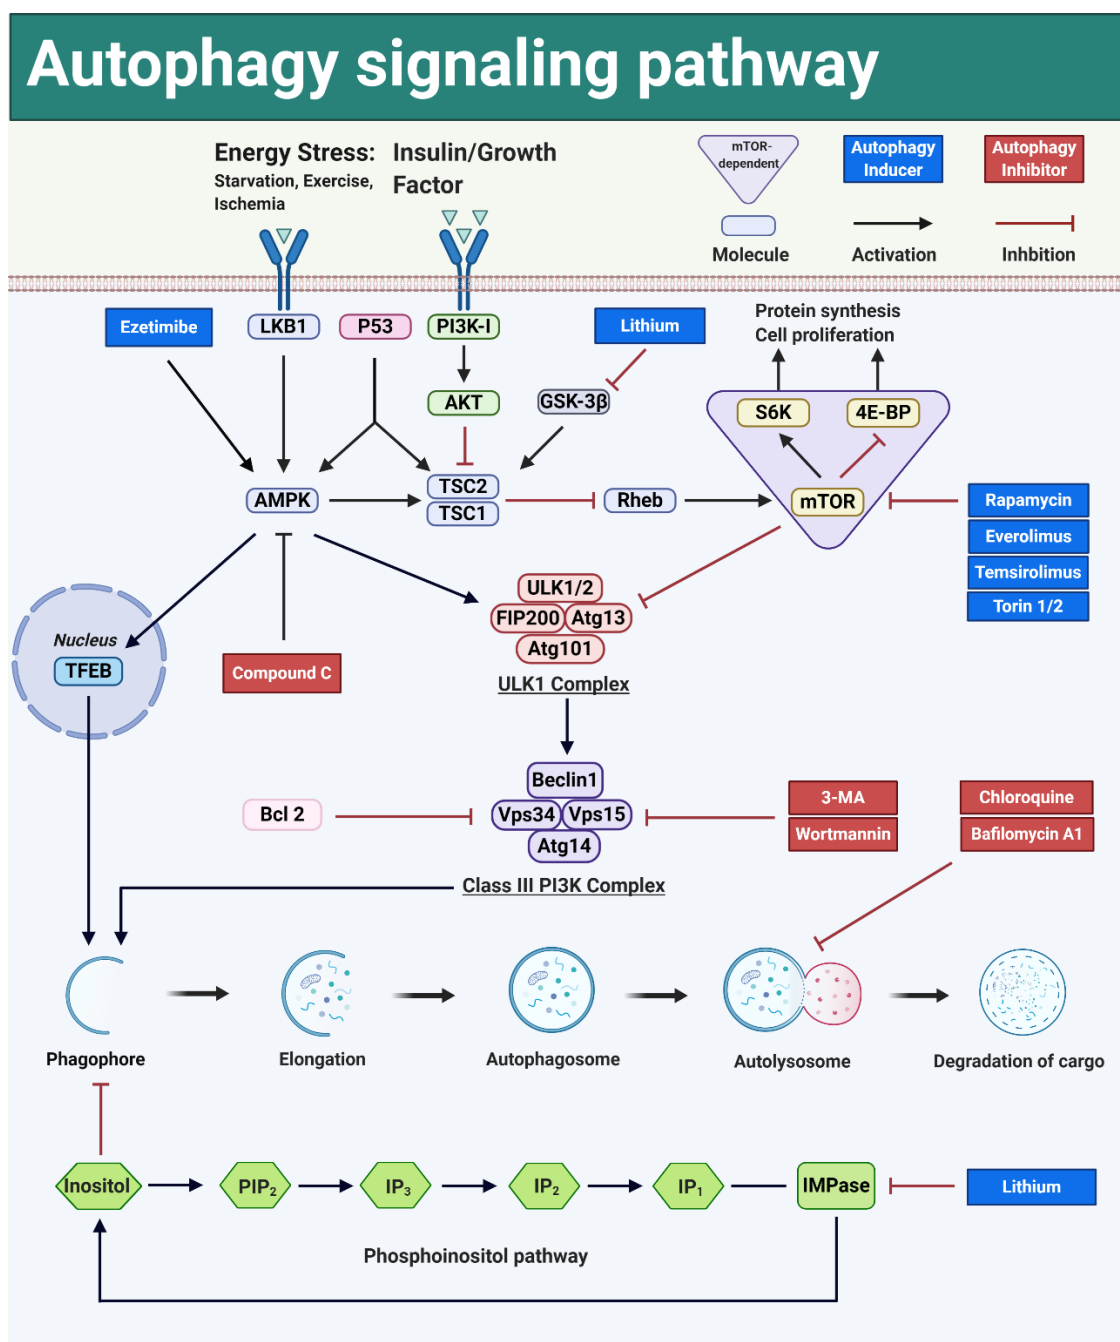 Autophagy signaling pathway
Energy Stress:
Starvation, Exercise,
Ischemia
Insulin/Growth
Factor
mTOR-
dependent
Autophagy
Inducer
Autophagy
Inhibitor
Molecule
Activation
Inhbition
Ezetimibe
LKB1
P53
PI3K-I
Lithium
Protein synthesis
Cell proliferation
AKT
GSK-3β
S6K
4E-BP
AMPK
TSC2
TSC1
Rheb
mTOR
Rapamycin
Everolimus
Temsirolimus
Torin 1/2
ULK1/2
FIP200
Atg13
Atg101
ULK1 Complex
Nucleus
TFEB
Compound C
Beclin1
Vps34
Vps15
Atg14
Class III PI3K Complex
Bcl 2
3-MA
Wortmannin
Chloroquine
Bafilomycin A1
Phagophore
Elongation
Autophagosome
Autolysosome
Degradation of cargo
Inositol
PIP₂
IP₃
IP₂
IP₁
IMPase
Lithium
Phosphoinositol pathway